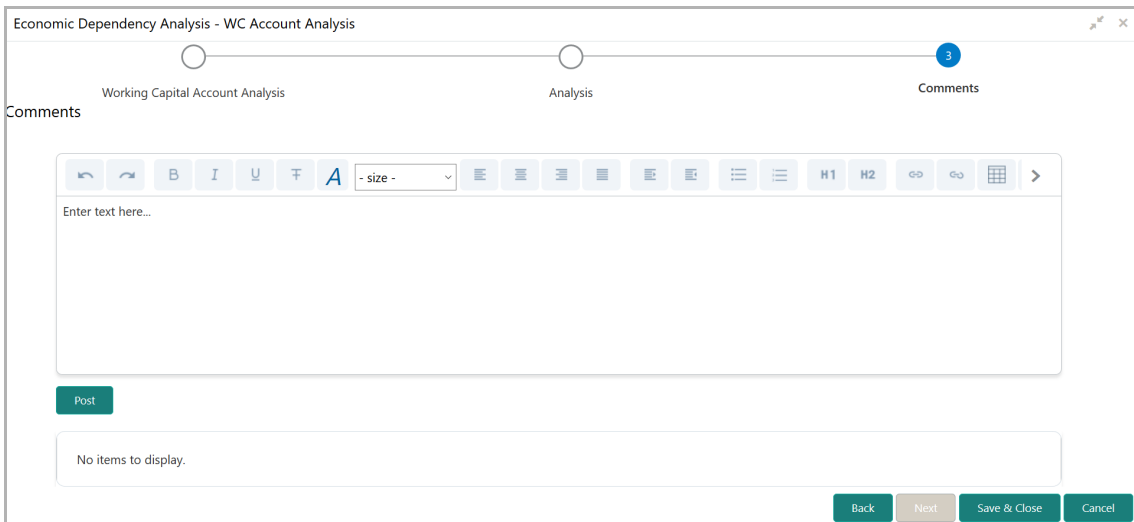 Economic Dependency Analysis - WC Account Analysis
3
Working Capital Account Analysis Analysis Comments
Comments
B I U T A - size - H1 H2
Enter text here...
Post
No items to display.
Back Next Save & Close Cancel